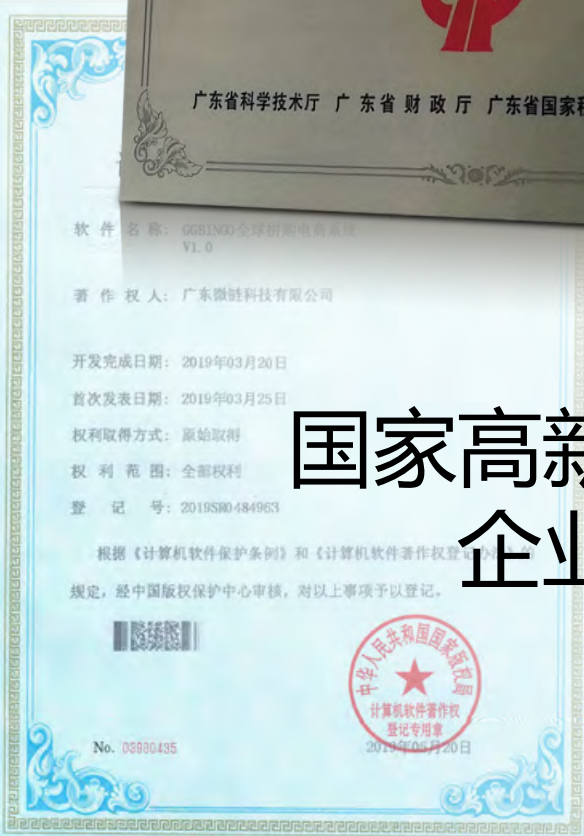 广东省科学技术厅 广东省财政厅 广东省国家
软件名称: GGBINGO全球拼购电商系统
V1.0
著作权人: 广东微链科技有限公司
开发完成日期: 2019年03月20日
首次发表日期: 2019年03月25日
权利取得方式: 原始取得
权利范围: 全部权利
登记号: 2019SR0484963
国家高新
根据《计算机软件保护条例》和《计算机软件著作权登记办法》的
企业
规定,经中国版权保护中心审核,对以上事项予以登记。
中华人民共和国国家版权局
计算机软件著作权
登记专用章
No. 03980435
2019年05月20日